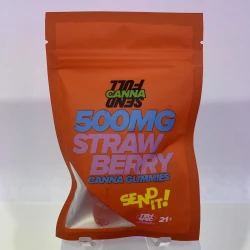 FULL
CANNA
SEND
500MG
STRAW
BERRY
CANNA GUMMIES
SEND
IT!
21+